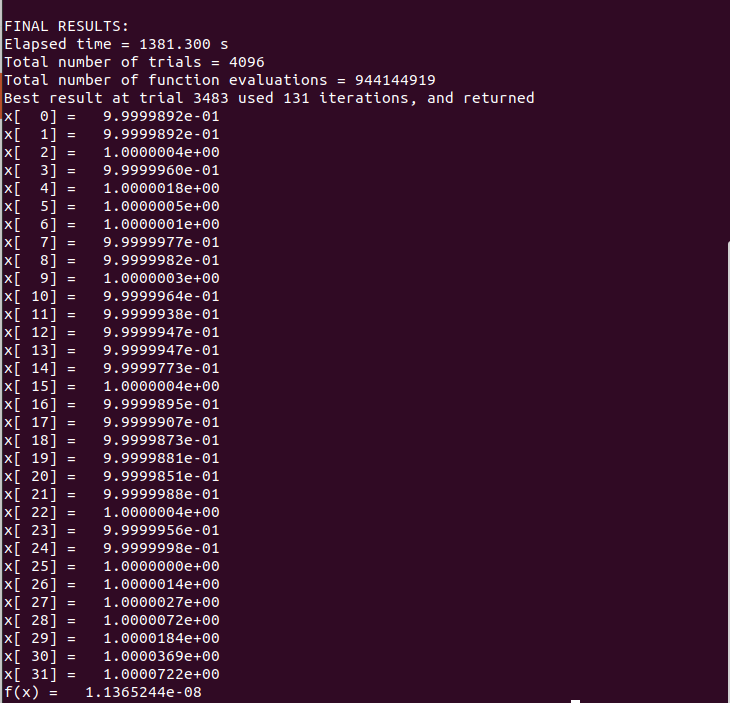 FINAL RESULTS:
Elapsed time = 1381.300 s
Total number of trials = 4096
Total number of function evaluations = 944144919
Best result at trial 3483 used 131 iterations, and returned
x[  0] =   9.9999892e-01
x[  1] =   9.9999892e-01
x[  2] =   1.0000004e+00
x[  3] =   9.9999960e-01
x[  4] =   1.0000018e+00
x[  5] =   1.0000005e+00
x[  6] =   1.0000001e+00
x[  7] =   9.9999977e-01
x[  8] =   9.9999982e-01
x[  9] =   1.0000003e+00
x[ 10] =   9.9999964e-01
x[ 11] =   9.9999938e-01
x[ 12] =   9.9999947e-01
x[ 13] =   9.9999947e-01
x[ 14] =   9.9999773e-01
x[ 15] =   1.0000004e+00
x[ 16] =   9.9999895e-01
x[ 17] =   9.9999907e-01
x[ 18] =   9.9999873e-01
x[ 19] =   9.9999881e-01
x[ 20] =   9.9999851e-01
x[ 21] =   9.9999988e-01
x[ 22] =   1.0000004e+00
x[ 23] =   9.9999956e-01
x[ 24] =   9.9999998e-01
x[ 25] =   1.0000000e+00
x[ 26] =   1.0000014e+00
x[ 27] =   1.0000027e+00
x[ 28] =   1.0000072e+00
x[ 29] =   1.0000184e+00
x[ 30] =   1.0000369e+00
x[ 31] =   1.0000722e+00
f(x) =   1.1365244e-08